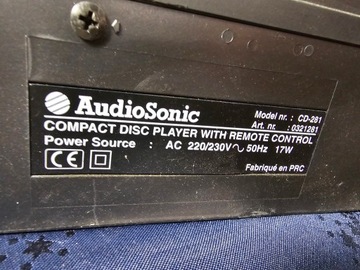 AudioSonic
Model nr. : CD-281
Art. nr. : 0321281
COMPACT DISC PLAYER WITH REMOTE CONTROL
Power Source : AC 220/230V ~ 50Hz 17W
CE
Fabriqué en PRC